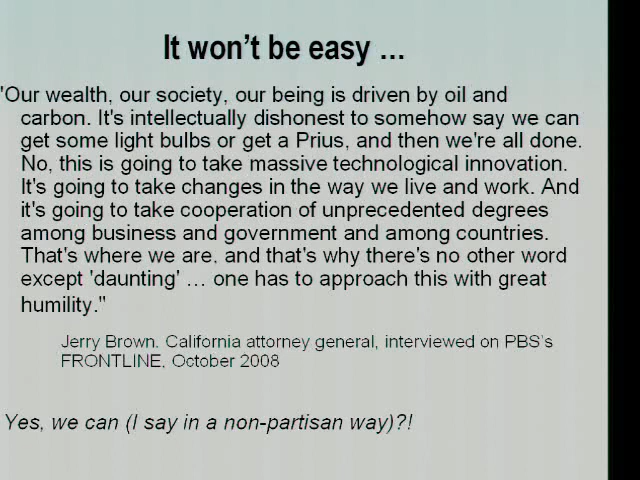 It won't be easy …
'Our wealth, our society, our being is driven by oil and
carbon. It's intellectually dishonest to somehow say we can
get some light bulbs or get a Prius, and then we're all done.
No, this is going to take massive technological innovation.
It's going to take changes in the way we live and work. And
it's going to take cooperation of unprecedented degrees
among business and government and among countries.
That's where we are, and that's why there's no other word
except 'daunting' … one has to approach this with great
humility."
Jerry Brown. California attorney general, interviewed on PBS's
FRONTLINE, October 2008
Yes, we can (I say in a non-partisan way)?!